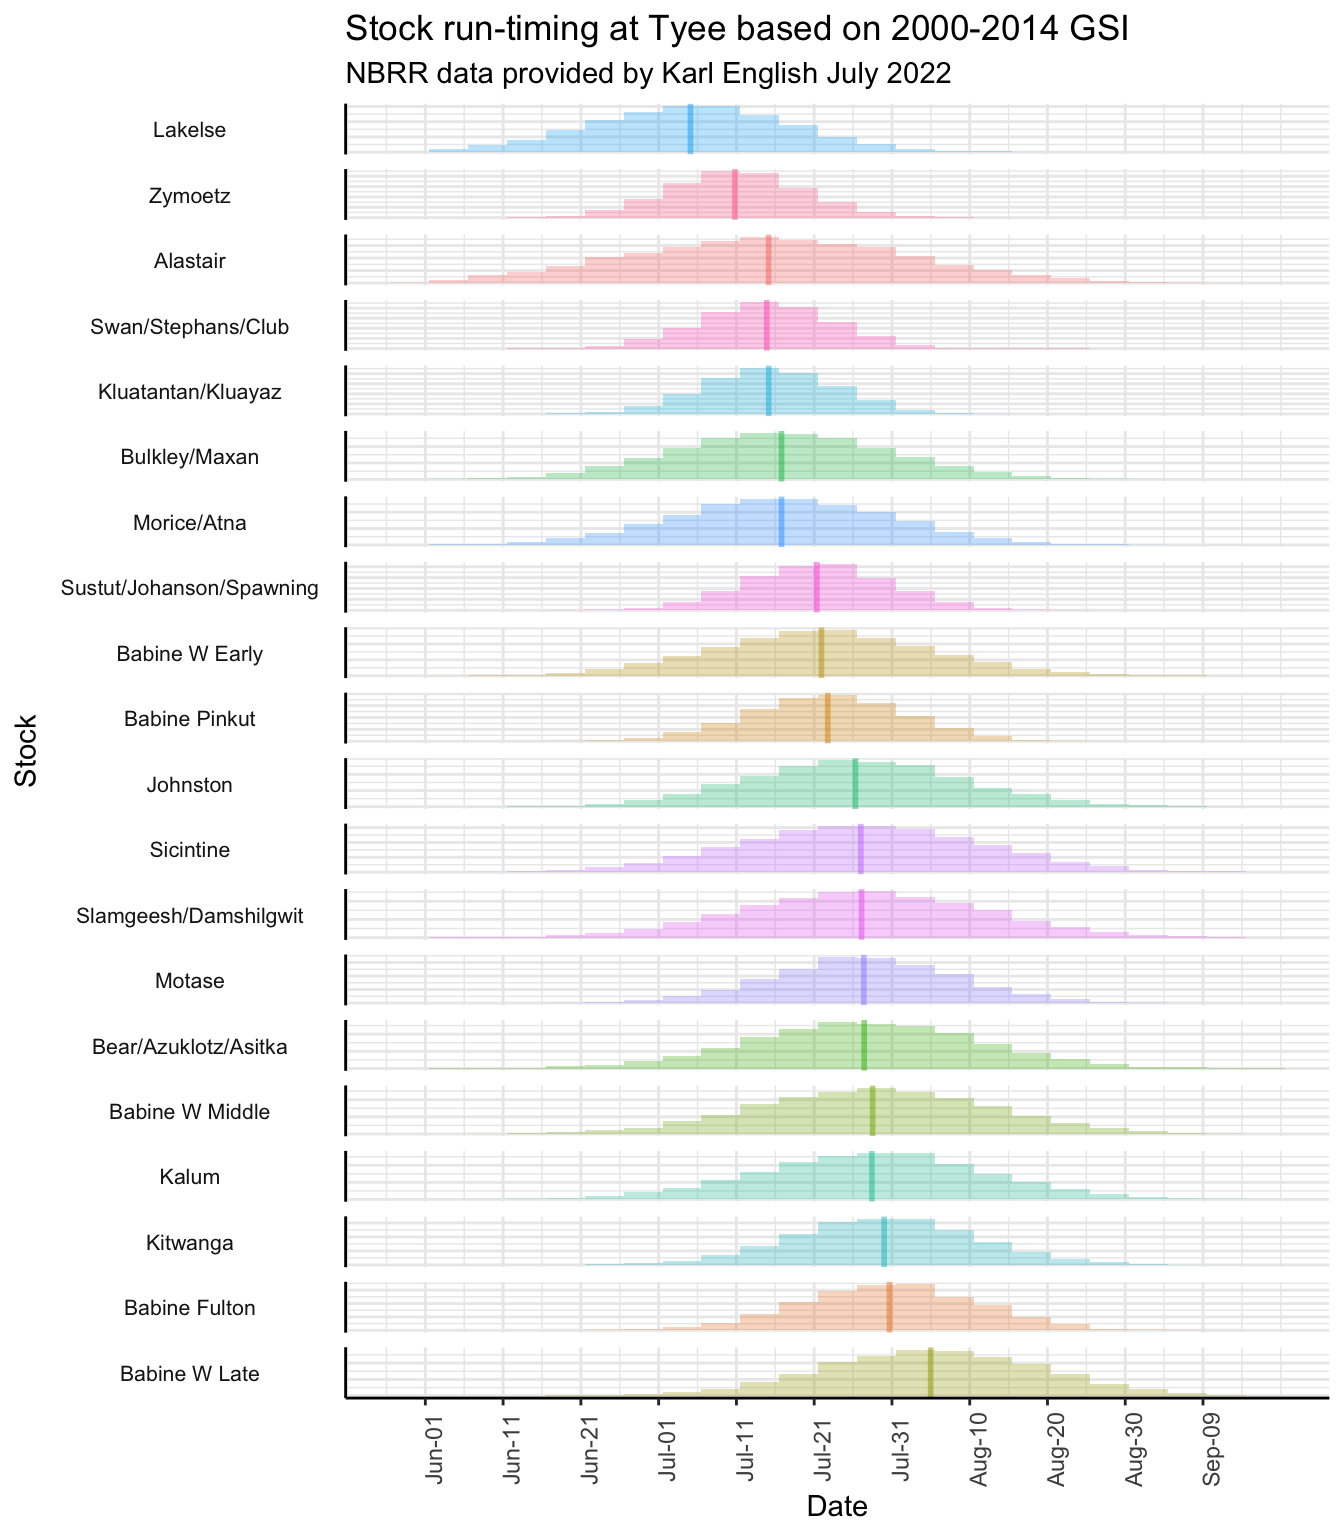 Stock run-timing at Tyee based on 2000-2014 GSI
NBRR data provided by Karl English July 2022
Lakelse
Zymoetz
Alastair
Swan/Stephans/Club
Kluatantan/Kluayaz
Bulkley/Maxan
Morice/Atna
Sustut/Johanson/Spawning
Babine W Early
Babine Pinkut
Johnston
Sicintine
Slamgeesh/Damshilgwit
Motase
Bear/Azuklotz/Asitka
Babine W Middle
Kalum
Kitwanga
Babine Fulton
Babine W Late
Stock
Jun-01
Jun-11
Jun-21
Jul-01
Jul-11
Jul-21
Jul-31
Aug-10
Aug-20
Aug-30
Sep-09
Date